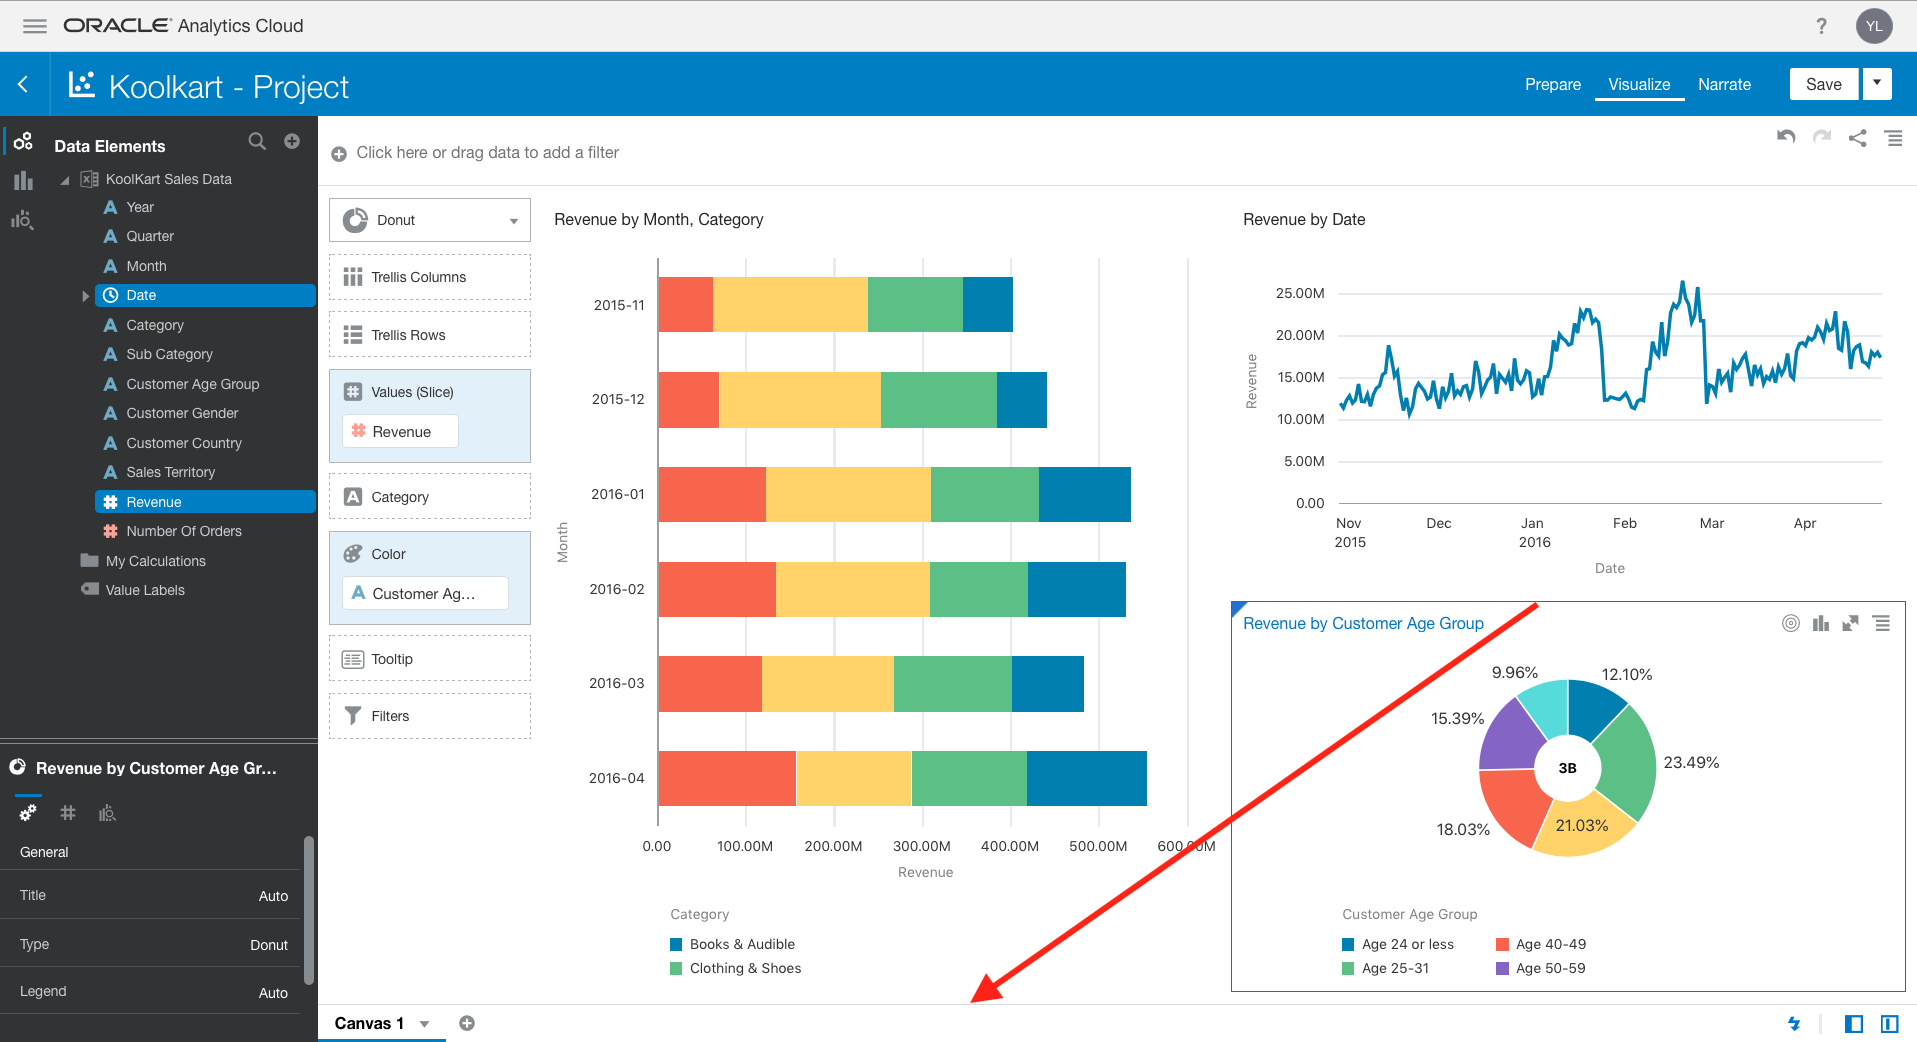 ORACLE Analytics Cloud
?
YL
Koolkart - Project
Prepare
Visualize
Narrate
Save
Data Elements
KoolKart Sales Data
A Year
A Quarter
A Month
Date
A Category
A Sub Category
A Customer Age Group
A Customer Gender
A Customer Country
A Sales Territory
# Revenue
# Number Of Orders
My Calculations
Value Labels
Revenue by Customer Age Gr...
#
General
Title Auto
Type Donut
Legend Auto
Click here or drag data to add a filter
Donut
Trellis Columns
Trellis Rows
# Values (Slice)
# Revenue
A Category
Color
A Customer Ag...
Tooltip
Filters
Revenue by Month, Category
Month
2015-11
2015-12
2016-01
2016-02
2016-03
2016-04
0.00 100.00M 200.00M 300.00M 400.00M 500.00M 600.00M
Revenue
Category
Books & Audible
Clothing & Shoes
Revenue by Date
Revenue
25.00M
20.00M
15.00M
10.00M
5.00M
0.00
Nov Dec Jan Feb Mar Apr
2015 2016
Date
Revenue by Customer Age Group
9.96%
12.10%
15.39%
23.49%
3B
18.03%
21.03%
Customer Age Group
Age 24 or less Age 40-49
Age 25-31 Age 50-59
Canvas 1